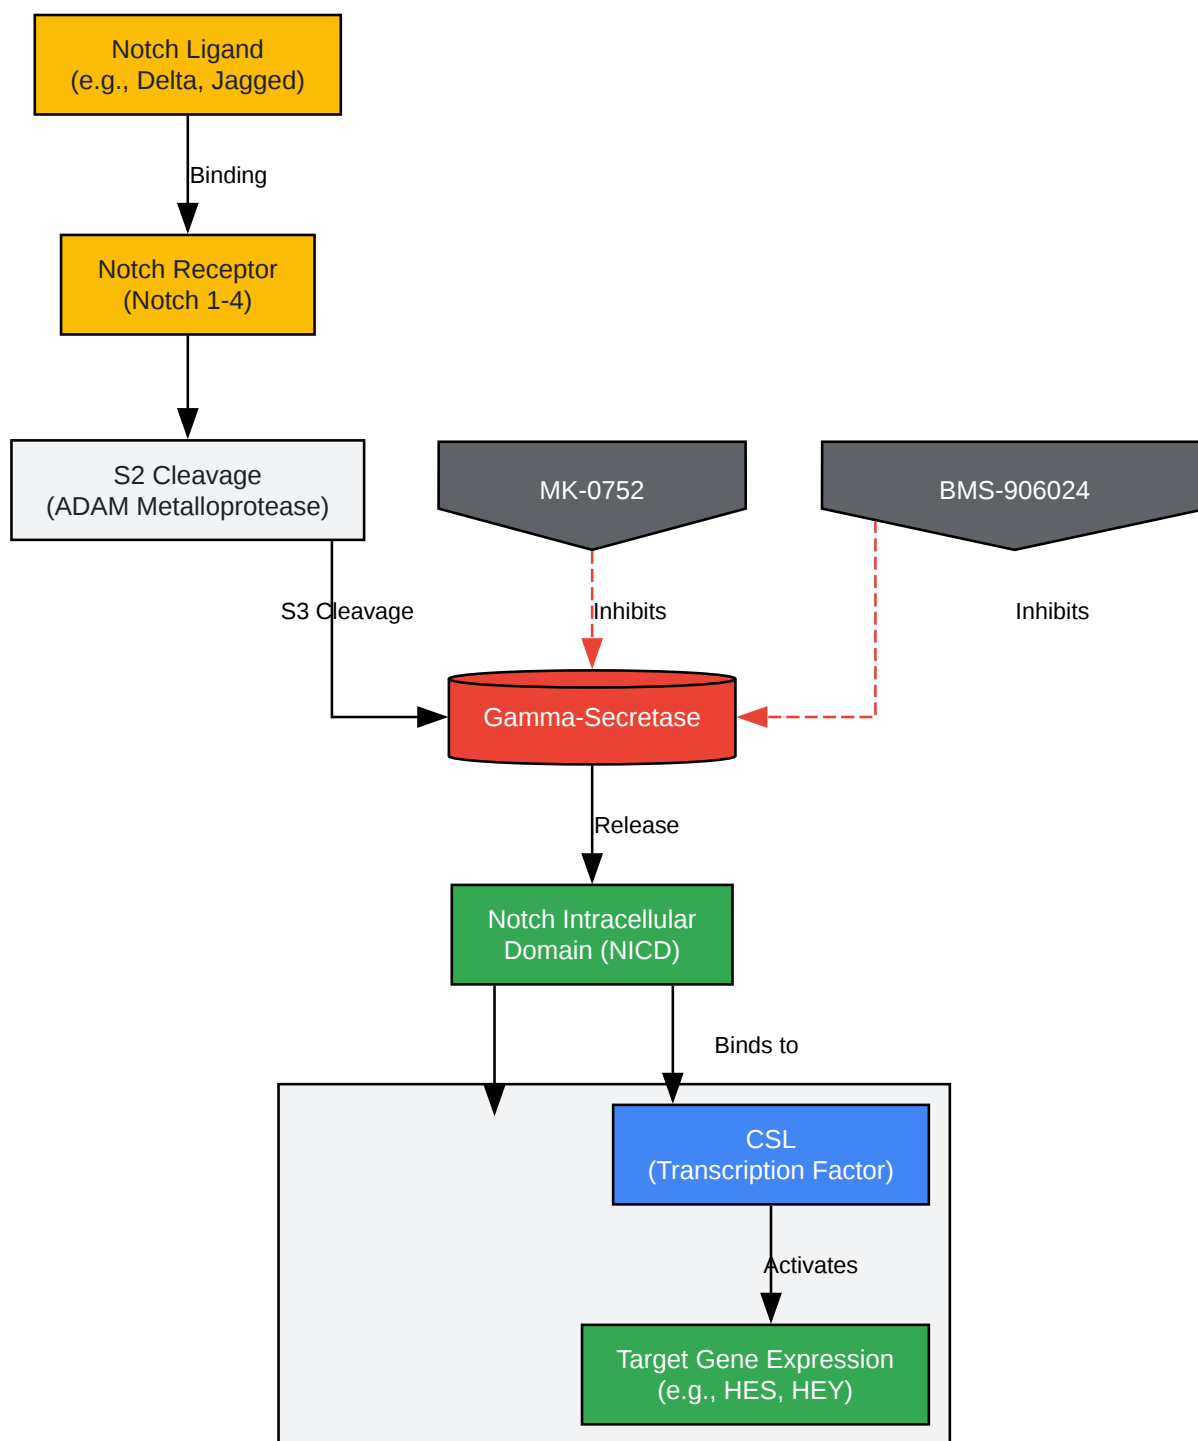 Notch Ligand
(e.g., Delta, Jagged)
Binding
Notch Receptor
(Notch 1-4)
S2 Cleavage
(ADAM Metalloprotease)
MK-0752
BMS-906024
S3 Cleavage
Inhibits
Inhibits
Gamma-Secretase
Release
Notch Intracellular
Domain (NICD)
Binds to
CSL
(Transcription Factor)
Activates
Target Gene Expression
(e.g., HES, HEY)